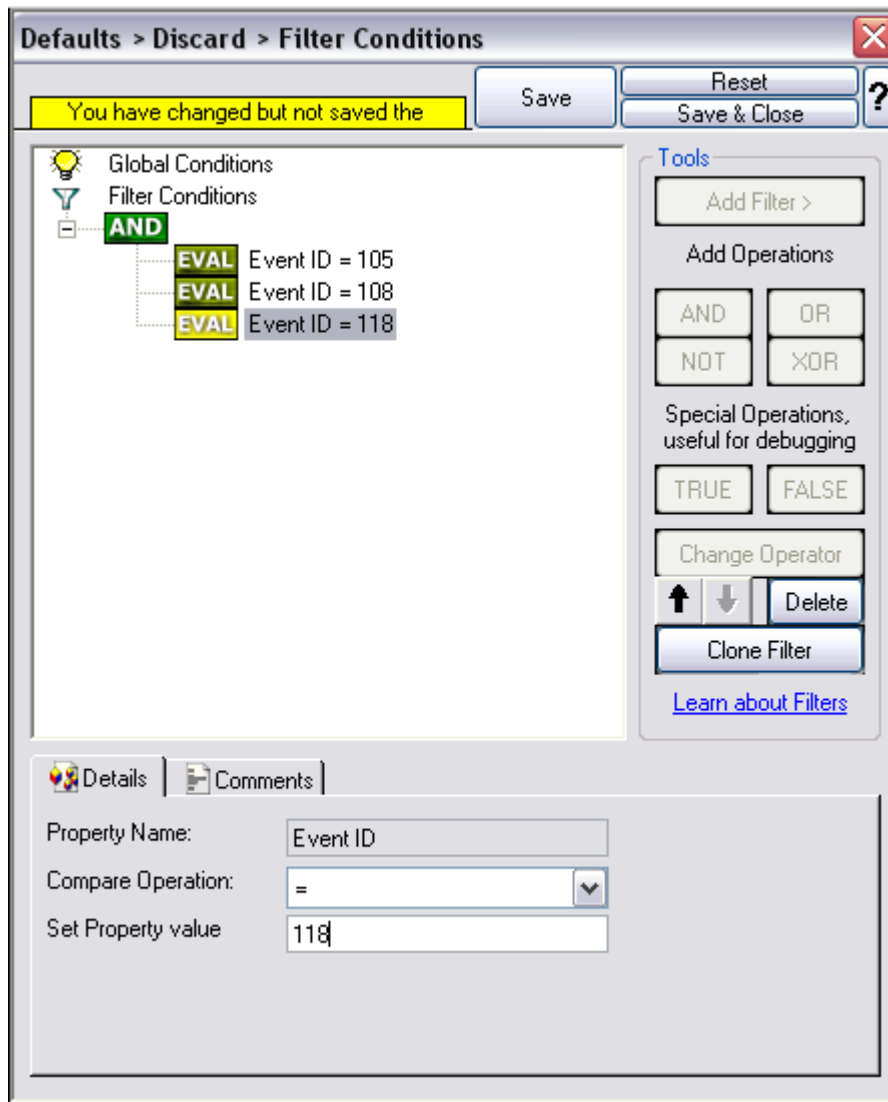 Defaults > Discard > Filter Conditions
You have changed but not saved the
Save
Reset
Save & Close
?
Global Conditions
Filter Conditions
AND
EVAL Event ID = 105
EVAL Event ID = 108
EVAL Event ID = 118
Tools
Add Filter >
Add Operations
AND OR
NOT XOR
Special Operations,
useful for debugging
TRUE FALSE
Change Operator
Delete
Clone Filter
Learn about Filters
Details Comments
Property Name: Event ID
Compare Operation: =
Set Property value 118